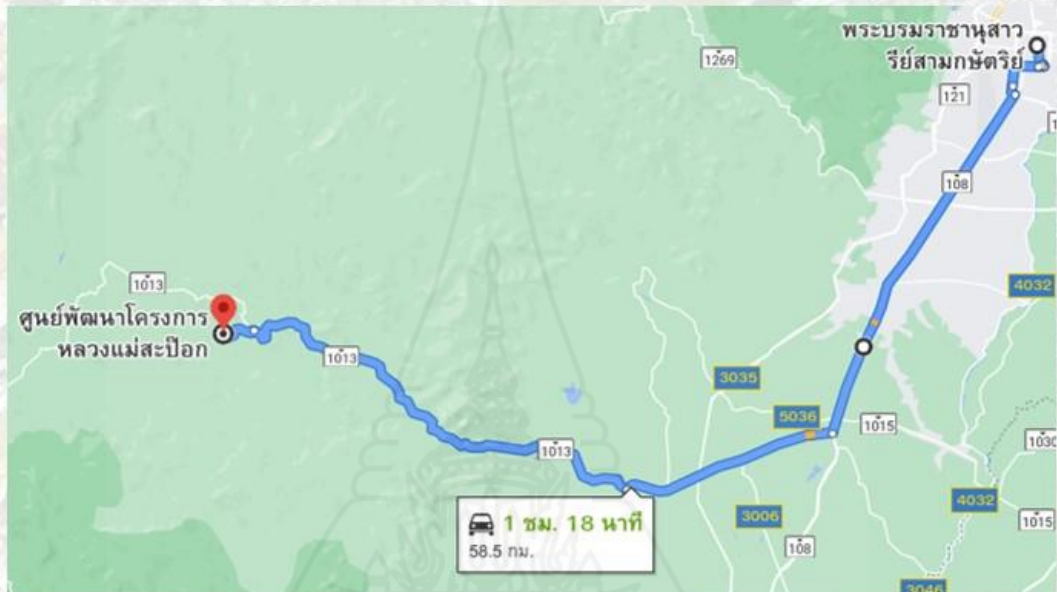 พระบรมราชานุสาว
รีย์สามกษัตริย์
1269
121
108
1013
4032
ศูนย์พัฒนาโครงการ
หลวงแม่สะป๊อก
1013
3035
5036
1015
1030
1013
1 ชม. 18 นาที
58.5 กม.
3006
4032
1015
108
3046